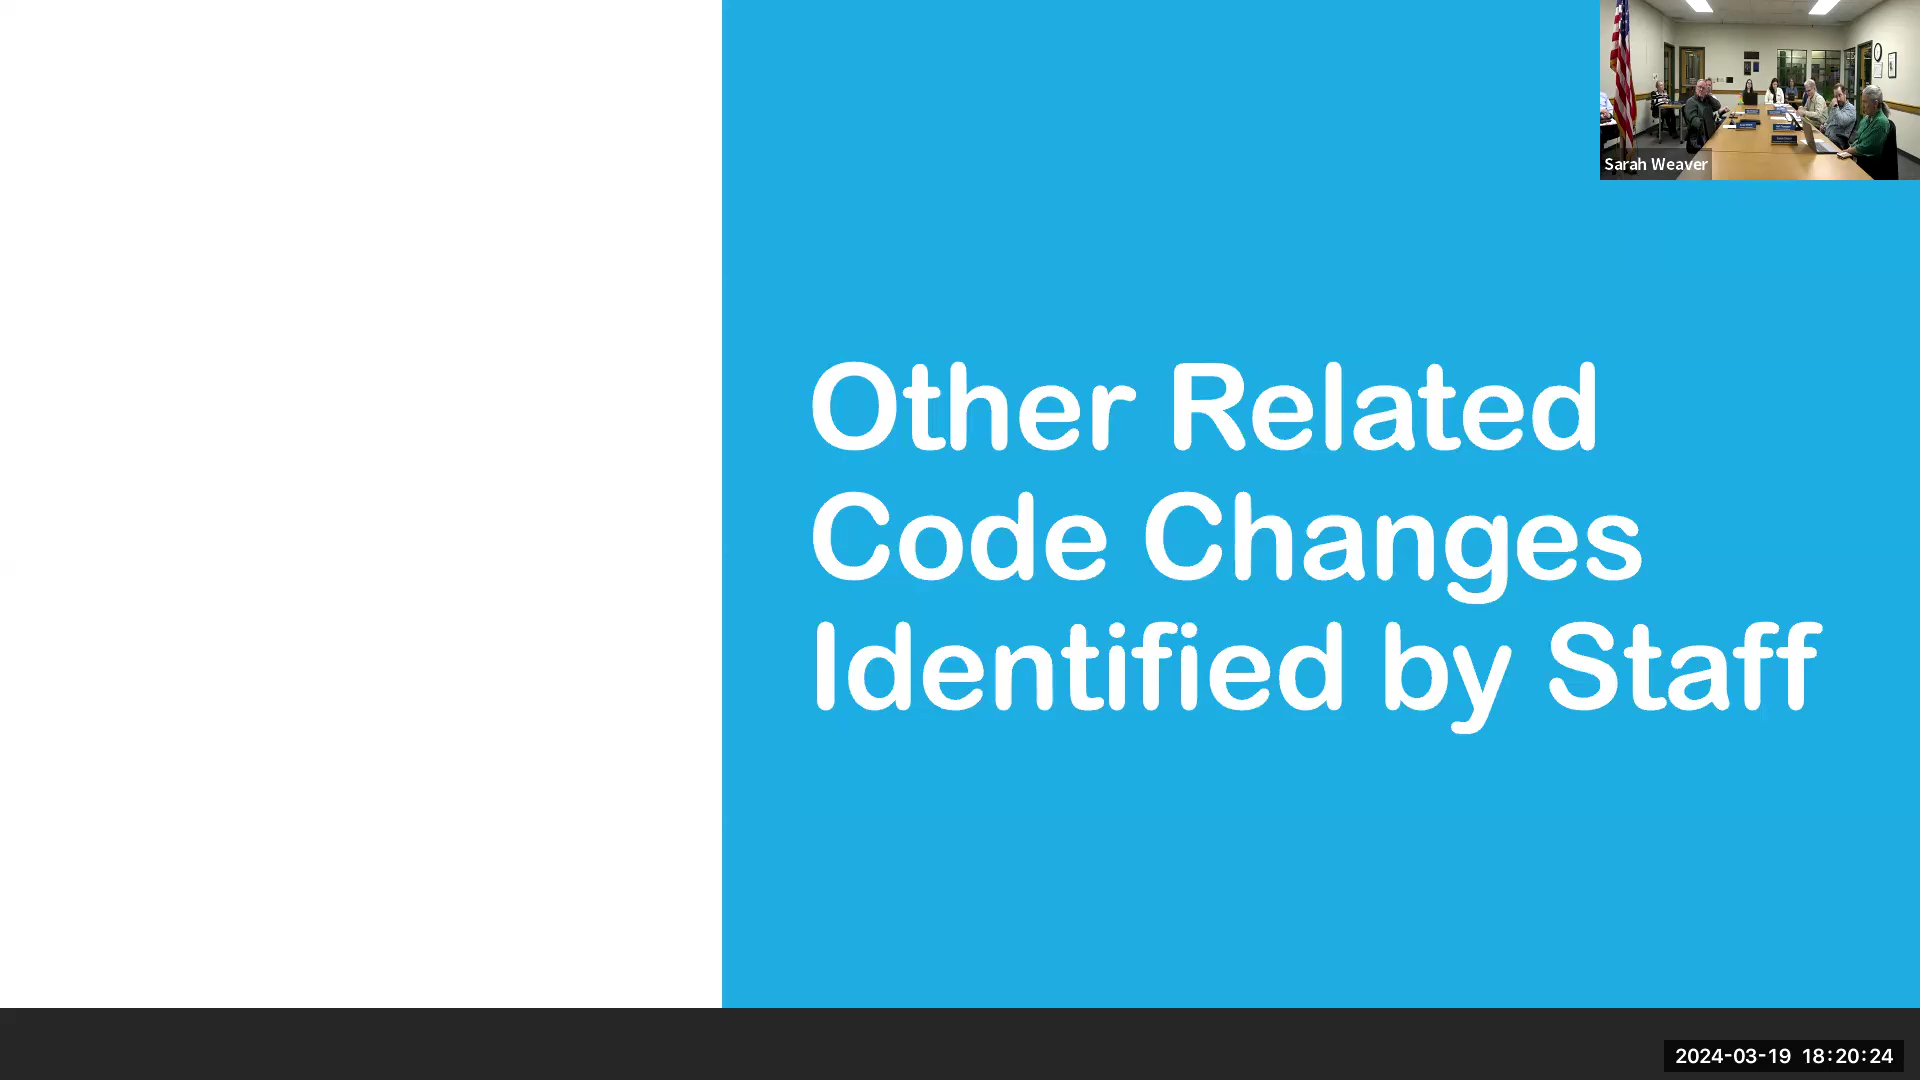 Sarah Weaver
Other Related
Code Changes
Identified by Staff
2024-03-19 18:20:24